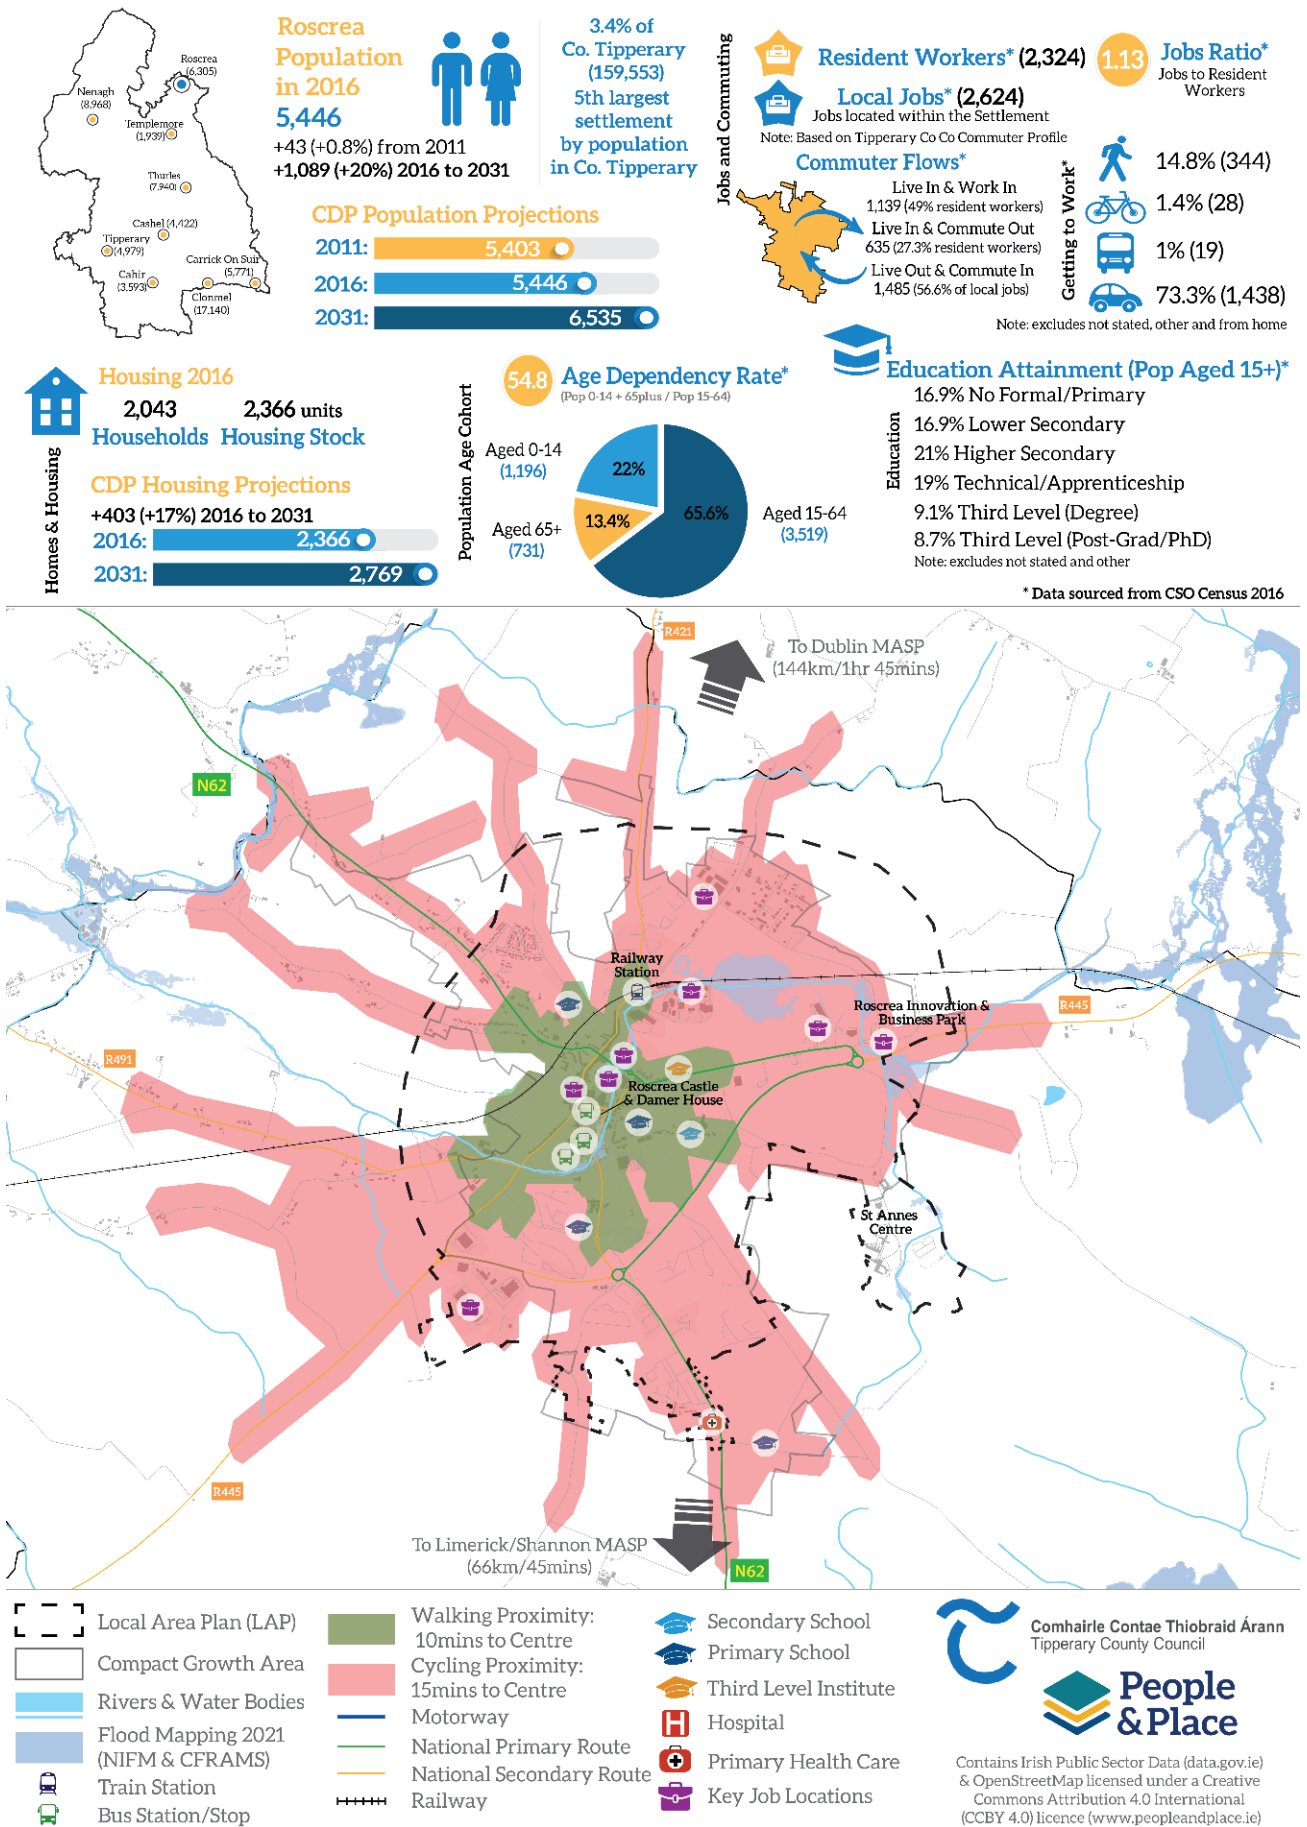 Roscrea
(6,305)
Nenagh
(8,968)
Templemore
(1,939)
Thurles
(7,940)
Cashel (4,422)
Tipperary
(4,979)
Carrick On Suir
(5,771)
Cahir
(3,593)
Clonmel
(17,140)
Roscrea
Population
in 2016
5,446
+43 (+0.8%) from 2011
+1,089 (+20%) 2016 to 2031
3.4% of
Co. Tipperary
(159,553)
5th largest
settlement
by population
in Co. Tipperary
CDP Population Projections
2011: 5,403
2016: 5,446
2031: 6,535
Jobs and Commuting
Resident Workers* (2,324)
1.13 Jobs Ratio*
Jobs to Resident
Workers
Local Jobs* (2,624)
Jobs located within the Settlement
Note: Based on Tipperary Co Co Commuter Profile
Commuter Flows*
Live In & Work In
1,139 (49% resident workers)
Live In & Commute Out
635 (27.3% resident workers)
Live Out & Commute In
1,485 (56.6% of local jobs)
Getting to Work*
14.8% (344)
1.4% (28)
1% (19)
73.3% (1,438)
Note: excludes not stated, other and from home
Homes & Housing
Housing 2016
2,043 2,366 units
Households Housing Stock
CDP Housing Projections
+403 (+17%) 2016 to 2031
2016: 2,366
2031: 2,769
Population Age Cohort
54.8 Age Dependency Rate*
(Pop 0-14 + 65plus / Pop 15-64)
Aged 0-14
(1,196)
22%
Aged 65+
(731)
13.4%
65.6%
Aged 15-64
(3,519)
Education
Education Attainment (Pop Aged 15+)*
16.9% No Formal/Primary
16.9% Lower Secondary
21% Higher Secondary
19% Technical/Apprenticeship
9.1% Third Level (Degree)
8.7% Third Level (Post-Grad/PhD)
Note: excludes not stated and other
* Data sourced from CSO Census 2016
R421
To Dublin MASP
(144km/1hr 45mins)
N62
Railway
Station
Roscrea Innovation &
Business Park
R445
R491
Roscrea Castle
& Damer House
St Annes
Centre
R445
To Limerick/Shannon MASP
(66km/45mins)
N62
Local Area Plan (LAP)
Compact Growth Area
Rivers & Water Bodies
Flood Mapping 2021
(NIFM & CFRAMS)
Train Station
Bus Station/Stop
Walking Proximity:
10mins to Centre
Cycling Proximity:
15mins to Centre
Motorway
National Primary Route
National Secondary Route
Railway
Secondary School
Primary School
Third Level Institute
H Hospital
Primary Health Care
Key Job Locations
Comhairle Contae Thiobraid Árann
Tipperary County Council
People
& Place
Contains Irish Public Sector Data (data.gov.ie)
& OpenStreetMap licensed under a Creative
Commons Attribution 4.0 International
(CCBY 4.0) licence (www.peopleandplace.ie)